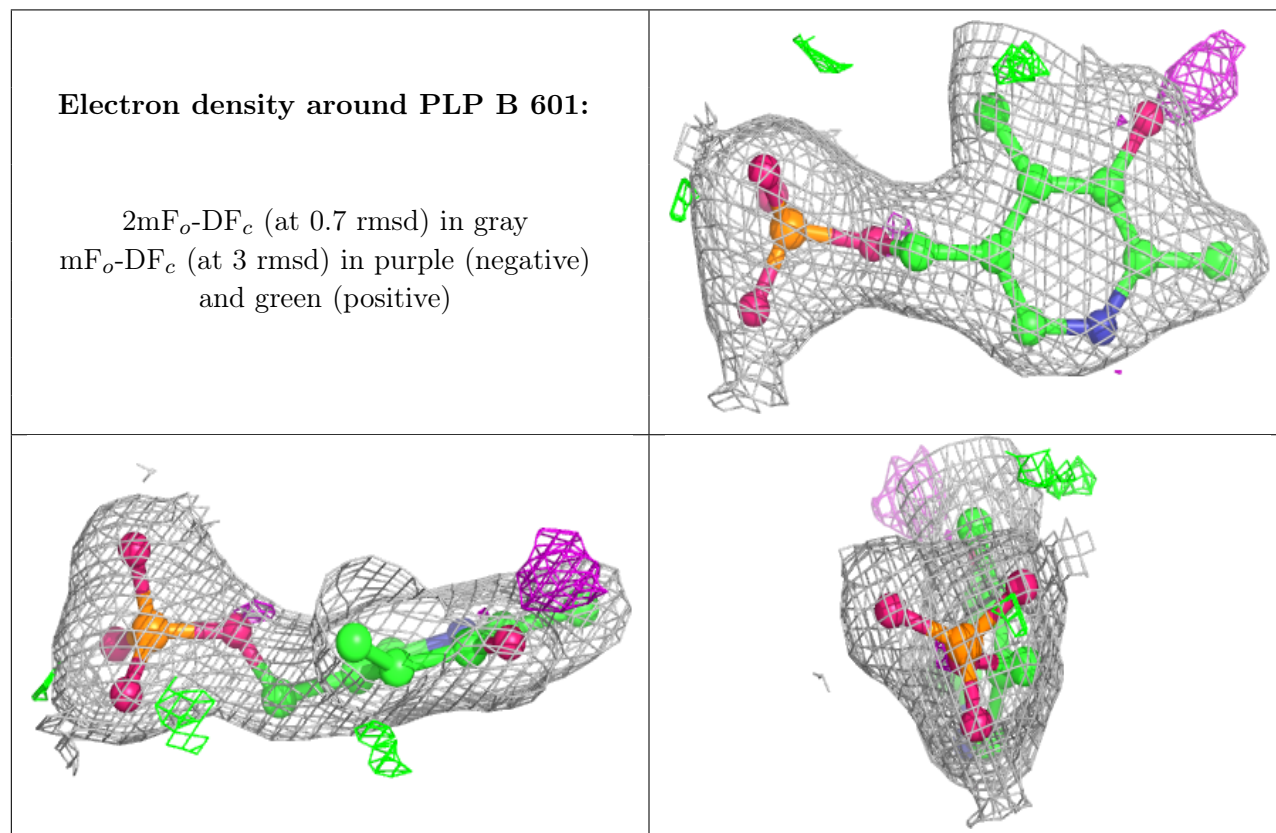 Electron density around PLP B 601:
2mFo-DFc (at 0.7 rmsd) in gray
mFo-DFc (at 3 rmsd) in purple (negative)
and green (positive)